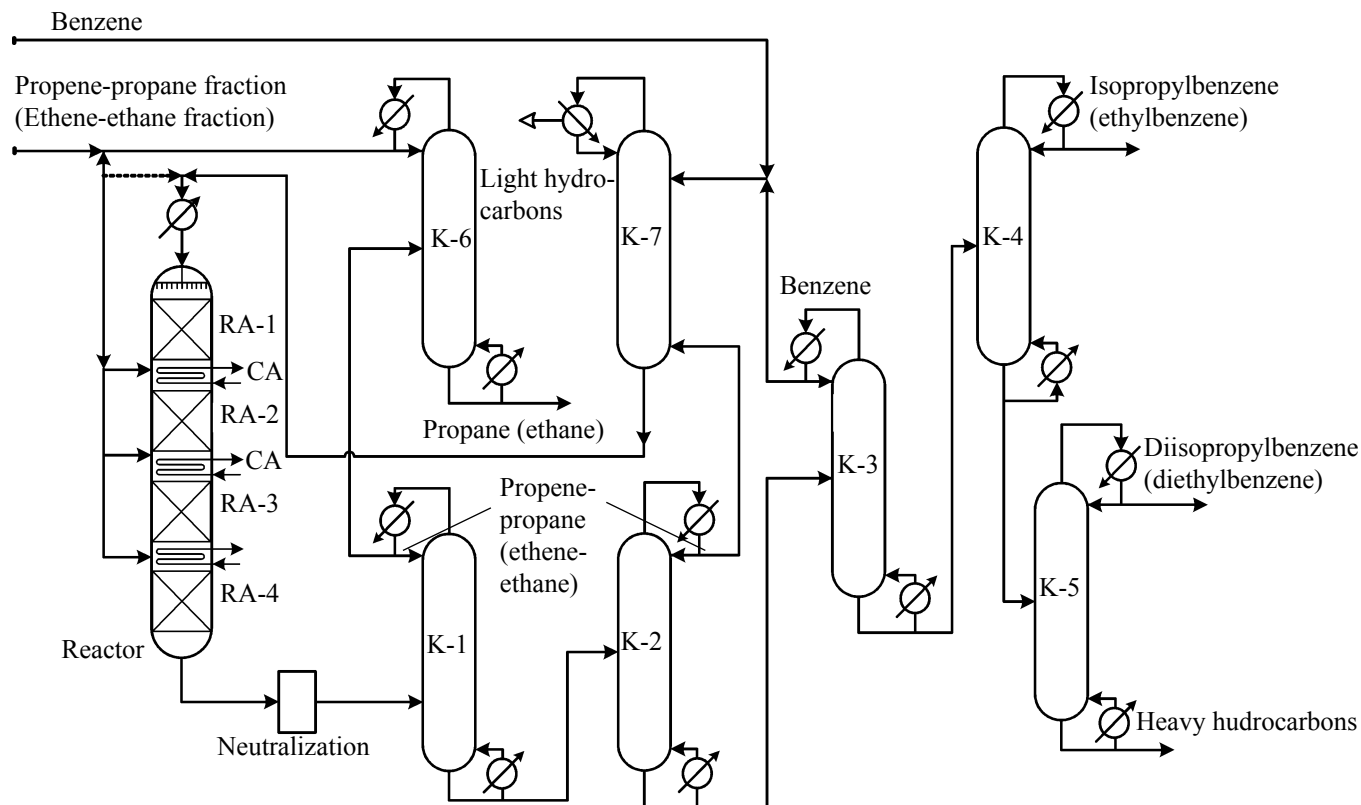 Benzene
Propene-propane fraction
(Ethene-ethane fraction)
Isopropylbenzene
(ethylbenzene)
Light hydro-
carbons
K-6
K-7
K-4
Benzene
RA-1
CA
RA-2
Propane (ethane)
CA
K-3
Diisopropylbenzene
(diethylbenzene)
RA-3
Propene-
propane
(ethene-
ethane)
RA-4
K-5
Reactor
K-1
K-2
Neutralization
Heavy hudrocarbons